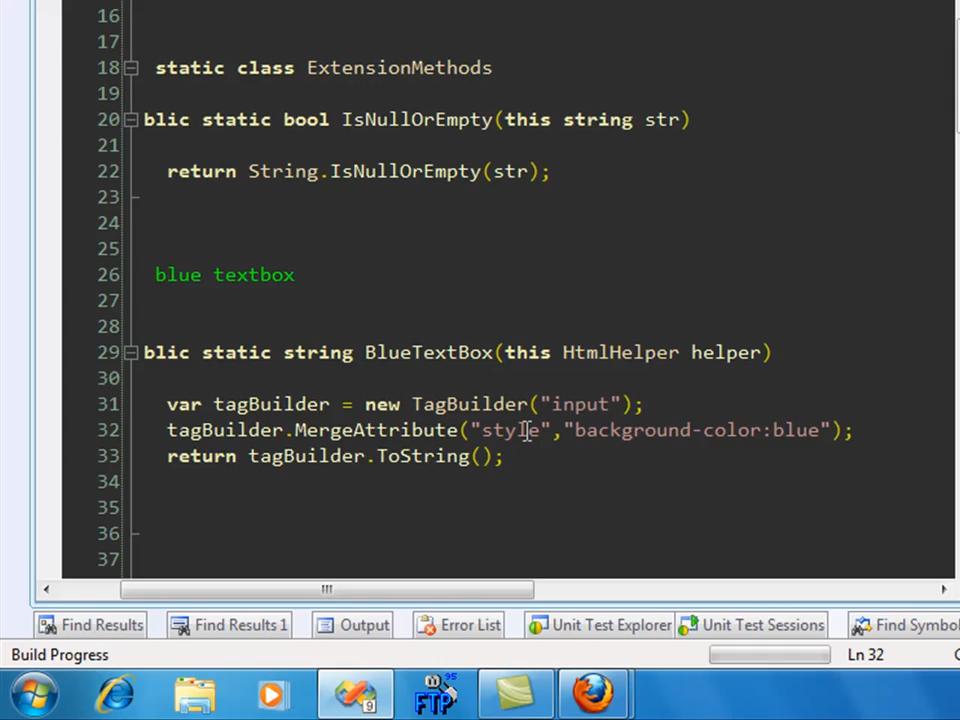 16
17
18 static class ExtensionMethods
19
20 blic static bool IsNullOrEmpty(this string str)
21
22 return String.IsNullOrEmpty(str);
23
24
25
26 blue textbox
27
28
29 blic static string BlueTextBox(this HtmlHelper helper)
30
31 var tagBuilder = new TagBuilder("input");
32 tagBuilder.MergeAttribute("style","background-color:blue");
33 return tagBuilder.ToString();
34
35
36
37
Find Results Find Results 1 Output Error List Unit Test Explorer Unit Test Sessions Find Symbol
Build Progress Ln 32 C
9 95 FTP